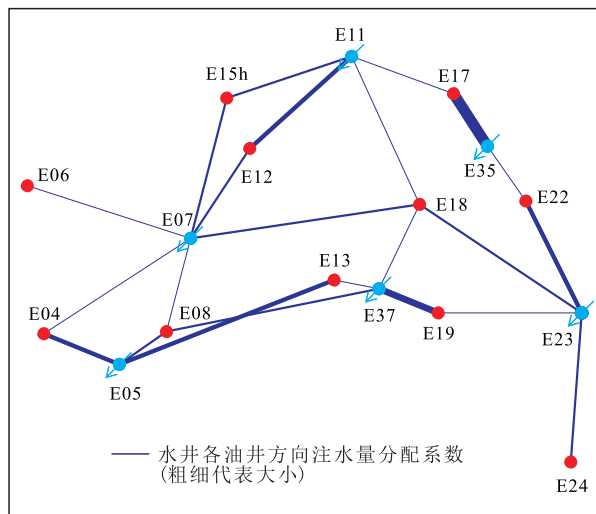 E11
E15h
E17
E12
E35
E06
E07
E18
E22
E13
E04
E08
E37
E19
E23
E05
水井各油井方向注水量分配系数
(粗细代表大小)
E24